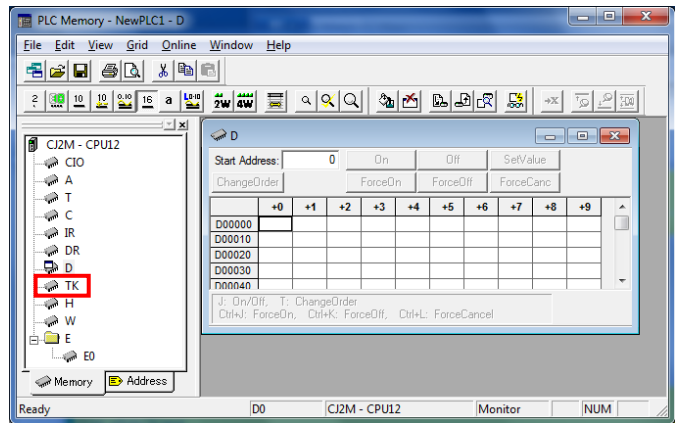 PLC Memory - NewPLC1 - D
File Edit View Grid Online Window Help
2 10 10 0.10 16 a 2W 4W
CJ2M - CPU12
CIO
A
T
C
IR
DR
D
TK
H
W
E
E0
Memory Address
D
Start Address: 0 On Off SetValue
ChangeOrder ForceOn ForceOff ForceCanc
+0 +1 +2 +3 +4 +5 +6 +7 +8 +9
D00000
D00010
D00020
D00030
D00040
J: On/Off, T: ChangeOrder
Ctrl+J: ForceOn, Ctrl+K: ForceOff, Ctrl+L: ForceCancel
Ready D0 CJ2M - CPU12 Monitor NUM